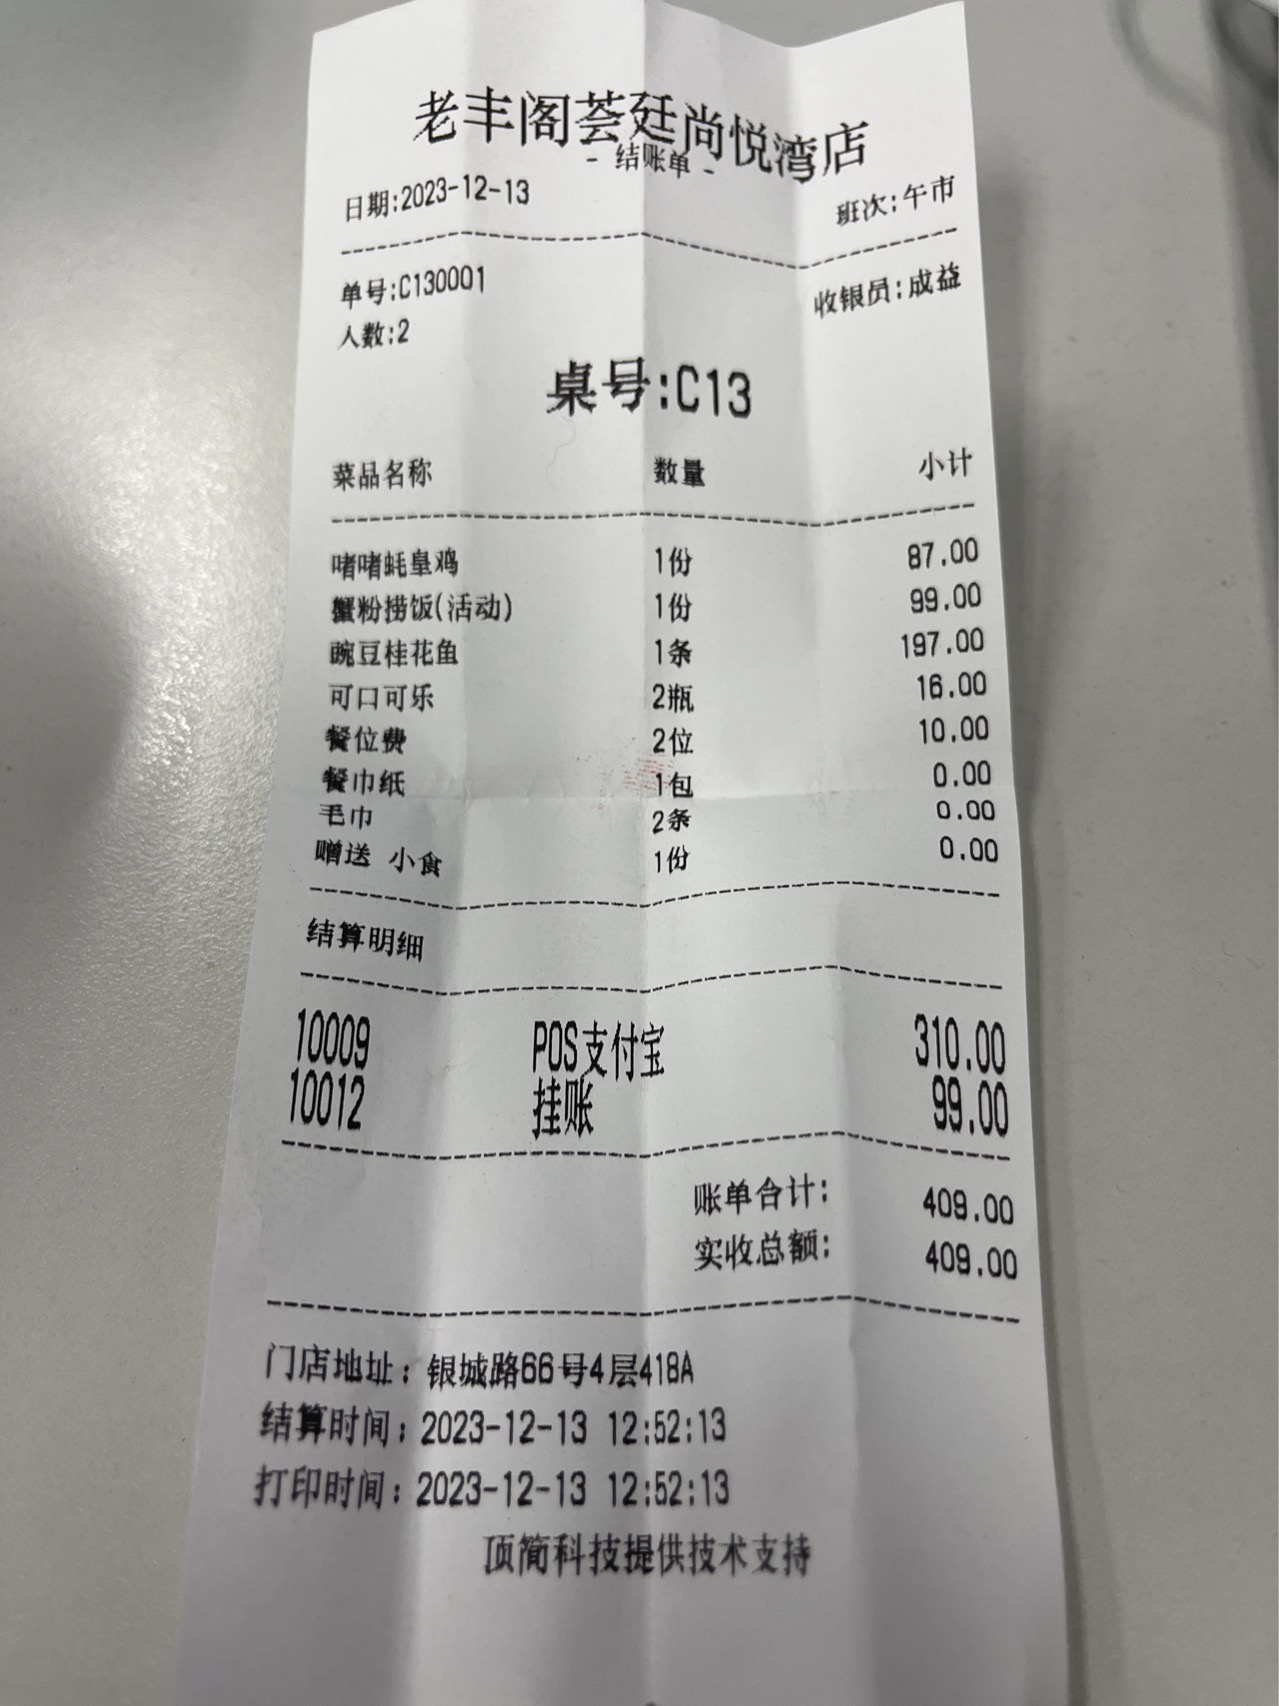 老丰阁荟廷尚悦湾店
- 结账单 -
日期:2023-12-13 班次:午市
单号:C130001 收银员:成益
人数:2
桌号:C13
菜品名称 数量 小计
啫啫蚝皇鸡 1份 87.00
蟹粉捞饭(活动) 1份 99.00
豌豆桂花鱼 1条 197.00
可口可乐 2瓶 16.00
餐位费 2位 10.00
餐巾纸 1包 0.00
毛巾 2条 0.00
赠送 小食 1份 0.00
结算明细
10009 POS支付宝 310.00
10012 挂账 99.00
账单合计: 409.00
实收总额: 409.00
门店地址: 银城路66号4层418A
结算时间: 2023-12-13 12:52:13
打印时间: 2023-12-13 12:52:13
顶简科技提供技术支持